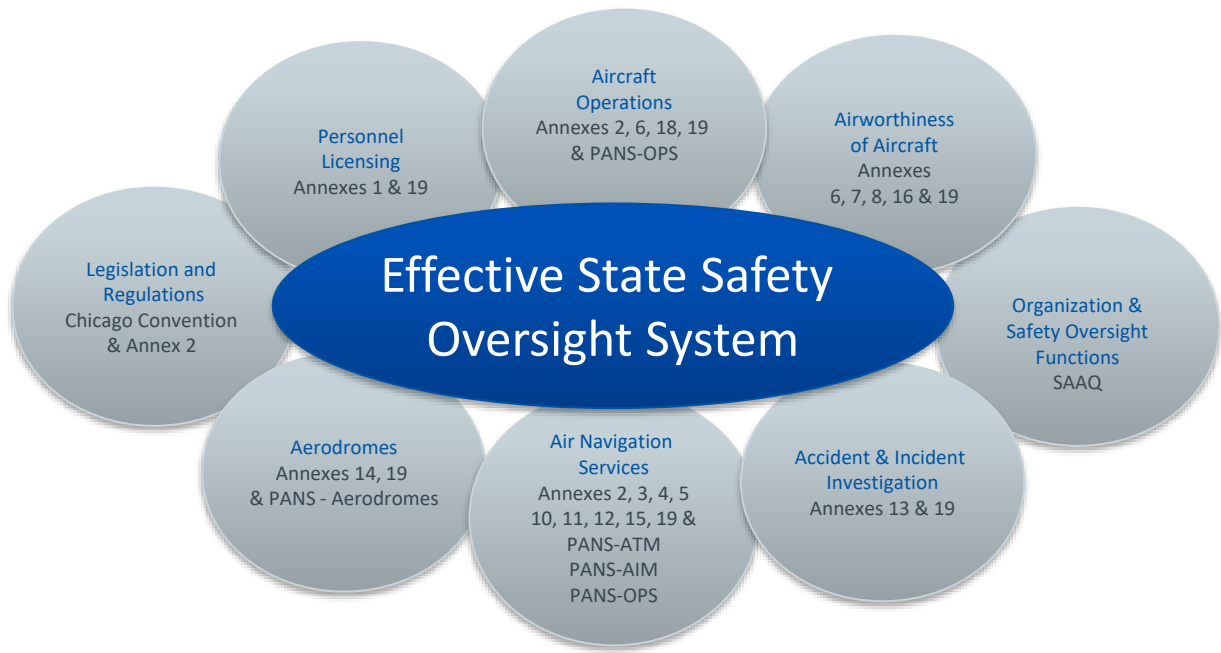 Aircraft
Operations
Annexes 2, 6, 18, 19
& PANS-OPS
Personnel
Licensing
Annexes 1 & 19
Airworthiness
of Aircraft
Annexes
6, 7, 8, 16 & 19
Legislation and
Regulations
Chicago Convention
& Annex 2
Effective State Safety
Oversight System
Organization &
Safety Oversight
Functions
SAAQ
Aerodromes
Annexes 14, 19
& PANS - Aerodromes
Air Navigation
Services
Annexes 2, 3, 4, 5
10, 11, 12, 15, 19 &
PANS-ATM
PANS-AIM
PANS-OPS
Accident & Incident
Investigation
Annexes 13 & 19